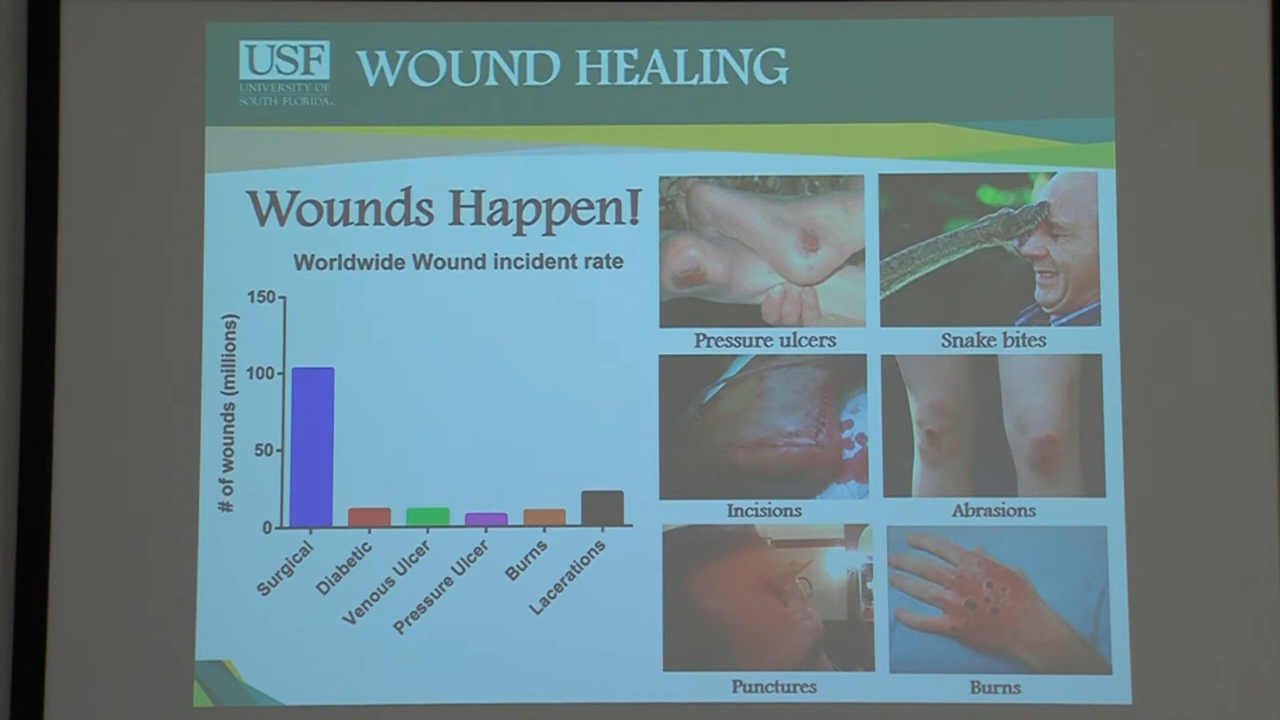 USF
UNIVERSITY OF
SOUTH FLORIDA.
WOUND HEALING
Wounds Happen!
Worldwide Wound incident rate
# of wounds (millions)
150
100
50
0
Surgical
Diabetic
Venous Ulcer
Pressure Ulcer
Burns
Lacerations
Pressure ulcers
Snake bites
Incisions
Abrasions
Punctures
Burns